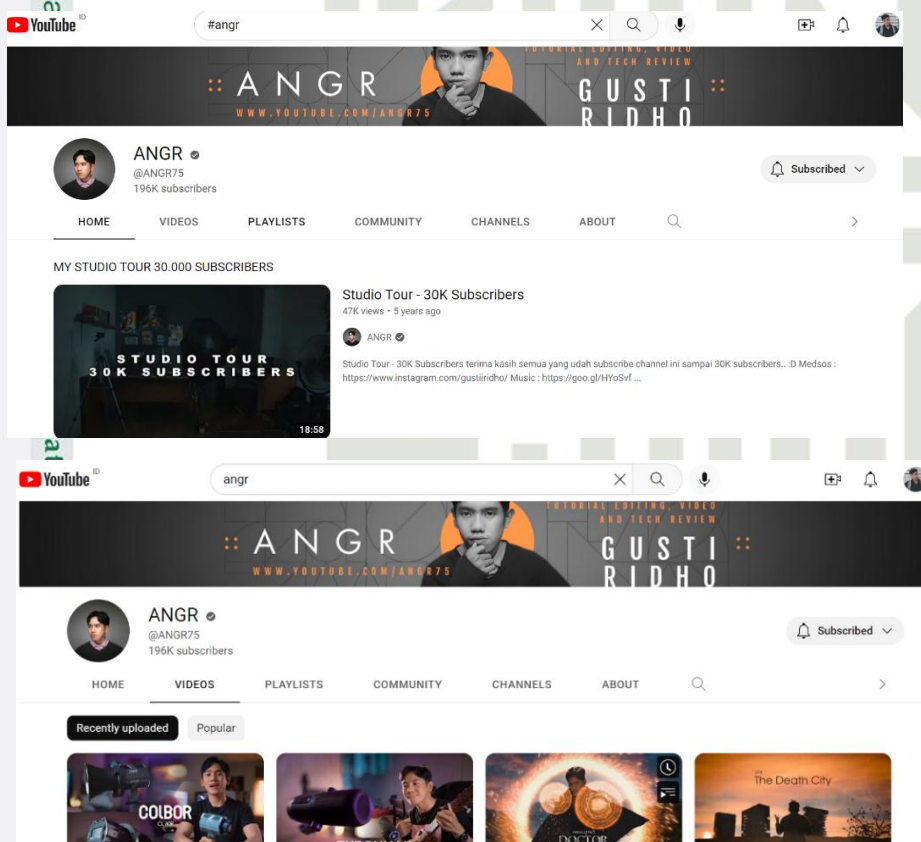 YouTube ID
#angr
TUTORIAL EDITING, VIDEO
AND TECH REVIEW
:: ANGR
GUSTI ::
WWW.YOUTUBE.COM/ANGR75
RIDHO
ANGR
@ANGR75
196K subscribers
Subscribed
HOME VIDEOS PLAYLISTS COMMUNITY CHANNELS ABOUT
MY STUDIO TOUR 30.000 SUBSCRIBERS
STUDIO TOUR
30K SUBSCRIBERS
18:58
Studio Tour - 30K Subscribers
47K views • 5 years ago
ANGR
Studio Tour - 30K Subscribers terima kasih semua yang udah subscribe channel ini sampai 30K subscribers.. :D Medsos :
https://www.instagram.com/gustiiridho/ Music : https://goo.gl/HYoSvf ...
YouTube ID
angr
TUTORIAL EDITING, VIDEO
AND TECH REVIEW
:: ANGR
GUSTI ::
WWW.YOUTUBE.COM/ANGR75
RIDHO
ANGR
@ANGR75
196K subscribers
Subscribed
HOME VIDEOS PLAYLISTS COMMUNITY CHANNELS ABOUT
Recently uploaded Popular
COLBOR
DOCTOR
The Death City